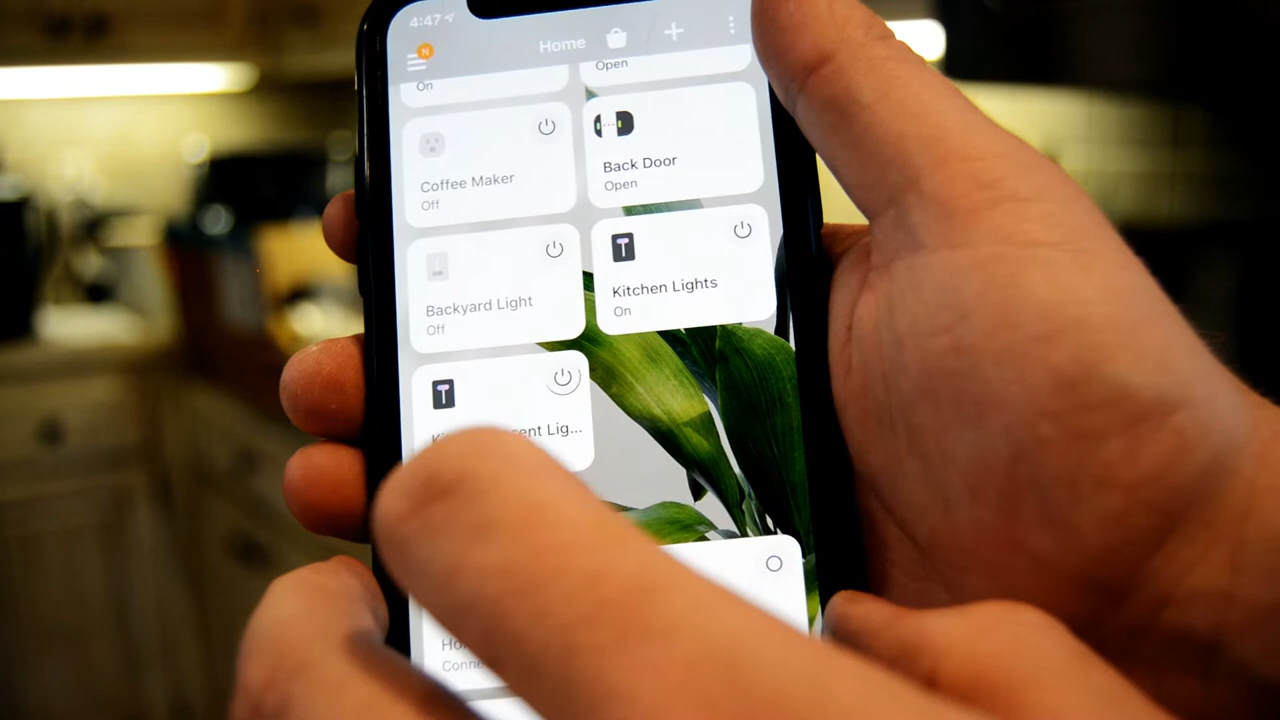 4:47
N
Home
On
Open
Coffee Maker
Off
Back Door
Open
Backyard Light
Off
Kitchen Lights
On
Lig...